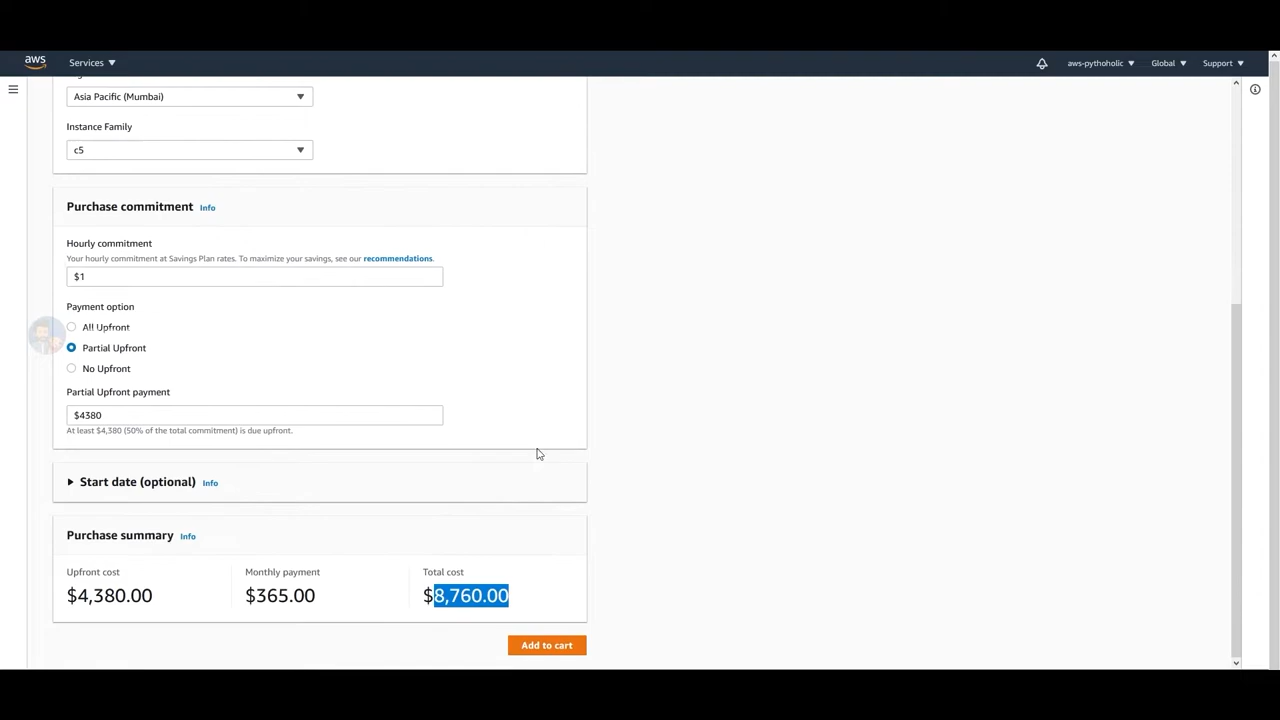 aws Services aws-pythoholic Global Support
Asia Pacific (Mumbai)
Instance Family
c5
Purchase commitment Info
Hourly commitment
Your hourly commitment at Savings Plan rates. To maximize your savings, see our recommendations.
$1
Payment option
All Upfront
Partial Upfront
No Upfront
Partial Upfront payment
$4380
At least $4,380 (50% of the total commitment) is due upfront.
Start date (optional) Info
Purchase summary Info
Upfront cost Monthly payment Total cost
$4,380.00 $365.00 $8,760.00
Add to cart